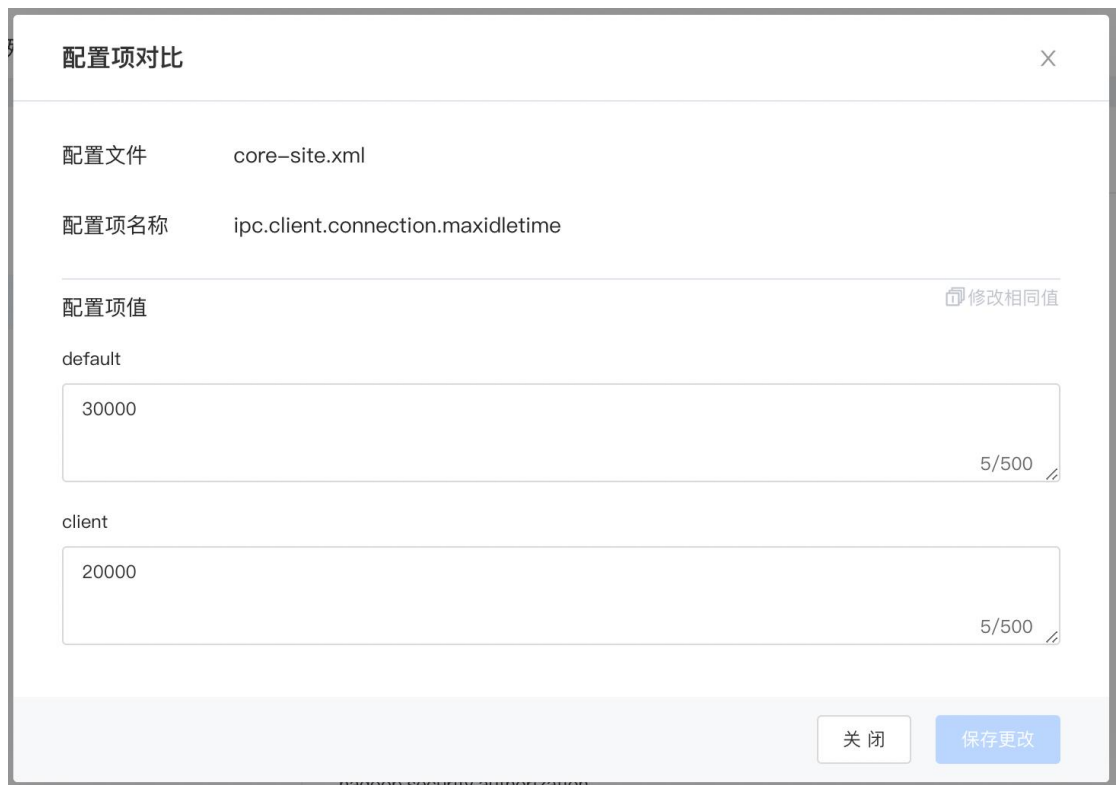 配置项对比
配置文件 core-site.xml
配置项名称 ipc.client.connection.maxidletime
配置项值 修改相同值
default
30000
5/500
client
20000
5/500
关 闭 保存更改